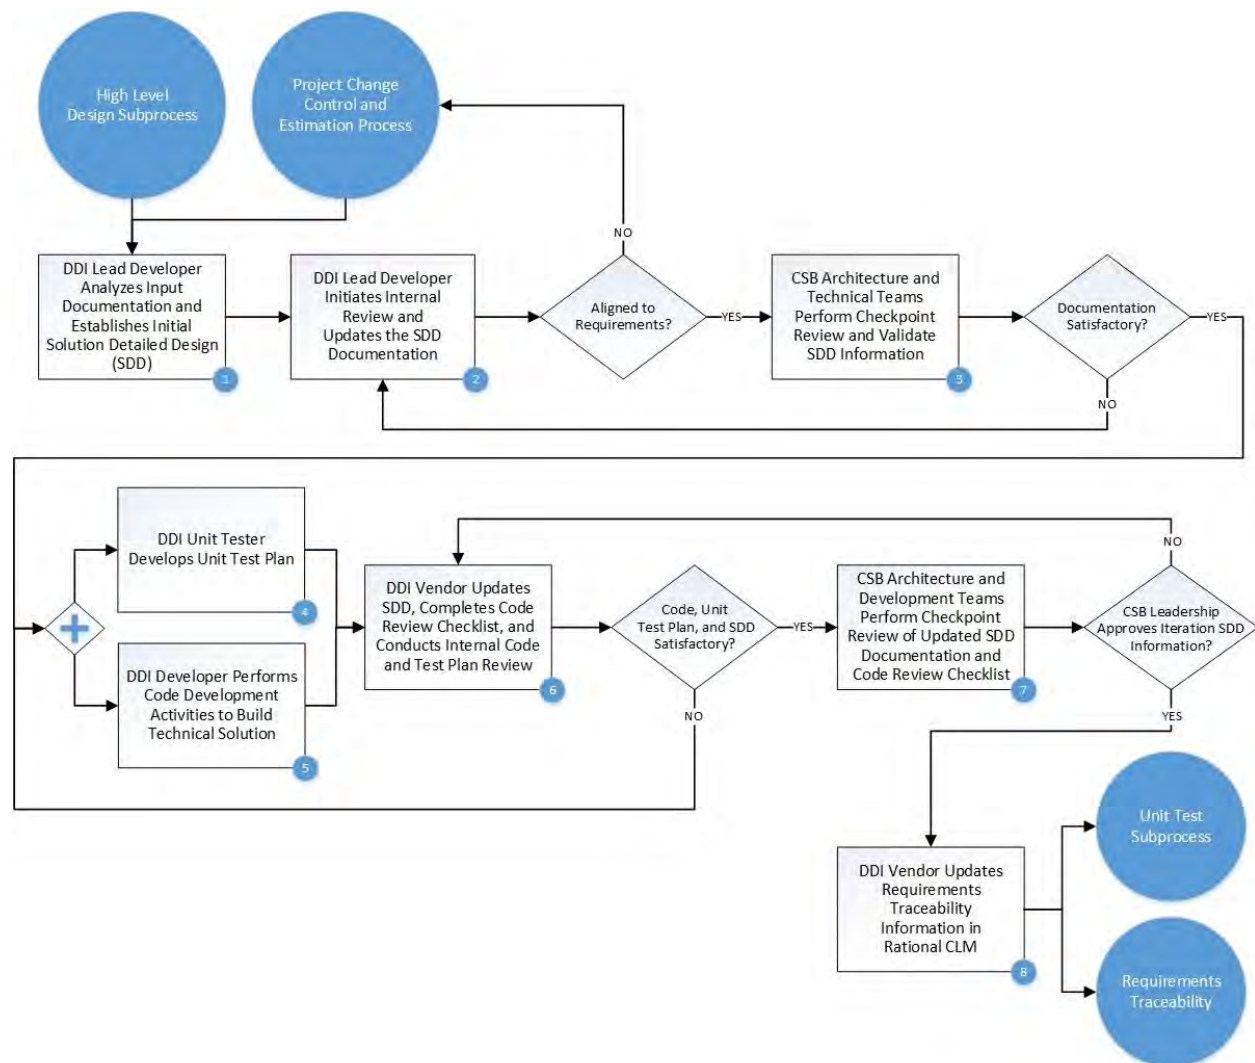 High Level
Design Subprocess
Project Change
Control and
Estimation Process
NO
DDI Lead Developer
Analyzes Input
Documentation and
Establishes Initial
Solution Detailed Design
(SDD)
1
DDI Lead Developer
Initiates Internal
Review and
Updates the SDD
Documentation
2
Aligned to
Requirements?
YES
CSB Architecture and
Technical Teams
Perform Checkpoint
Review and Validate
SDD Information
3
Documentation
Satisfactory?
YES
NO
DDI Unit Tester
Develops Unit Test Plan
4
DDI Developer Performs
Code Development
Activities to Build
Technical Solution
5
DDI Vendor Updates
SDD, Completes Code
Review Checklist, and
Conducts Internal Code
and Test Plan Review
6
Code, Unit
Test Plan, and SDD
Satisfactory?
YES
NO
CSB Architecture and
Development Teams
Perform Checkpoint
Review of Updated SDD
Documentation and
Code Review Checklist
7
NO
CSB Leadership
Approves Iteration SDD
Information?
YES
DDI Vendor Updates
Requirements
Traceability
Information in
Rational CLM
8
Unit Test
Subprocess
Requirements
Traceability